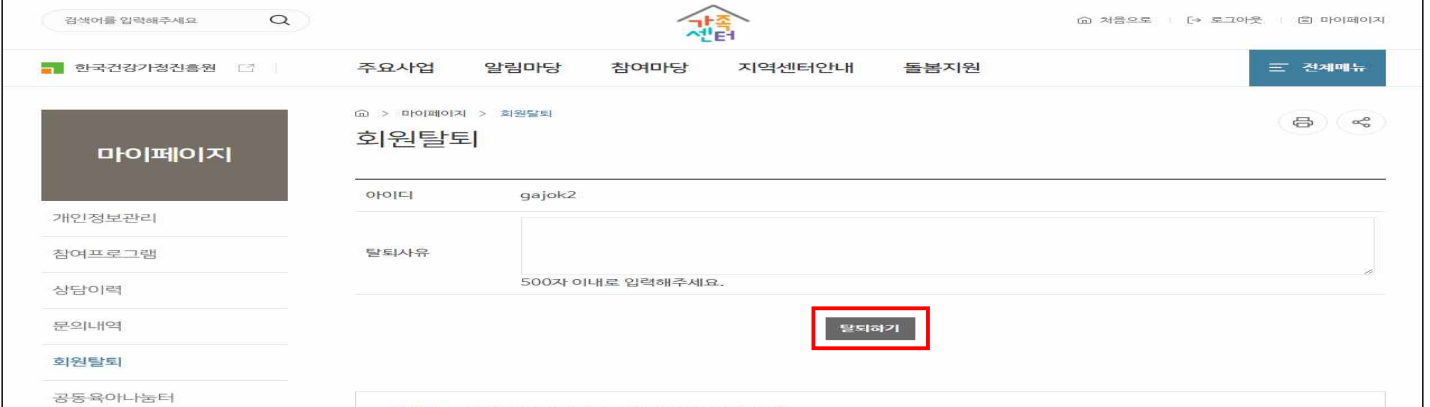 검색어를 입력해주세요
가족센터
처음으로
로그아웃
마이페이지
한국건강가정진흥원
주요사업
알림마당
참여마당
지역센터안내
돌봄지원
전체메뉴
마이페이지 > 회원탈퇴
회원탈퇴
마이페이지
개인정보관리
참여프로그램
상담이력
문의내역
회원탈퇴
공동육아나눔터
아이디 gajok2
탈퇴사유
500자 이내로 입력해주세요.
탈퇴하기